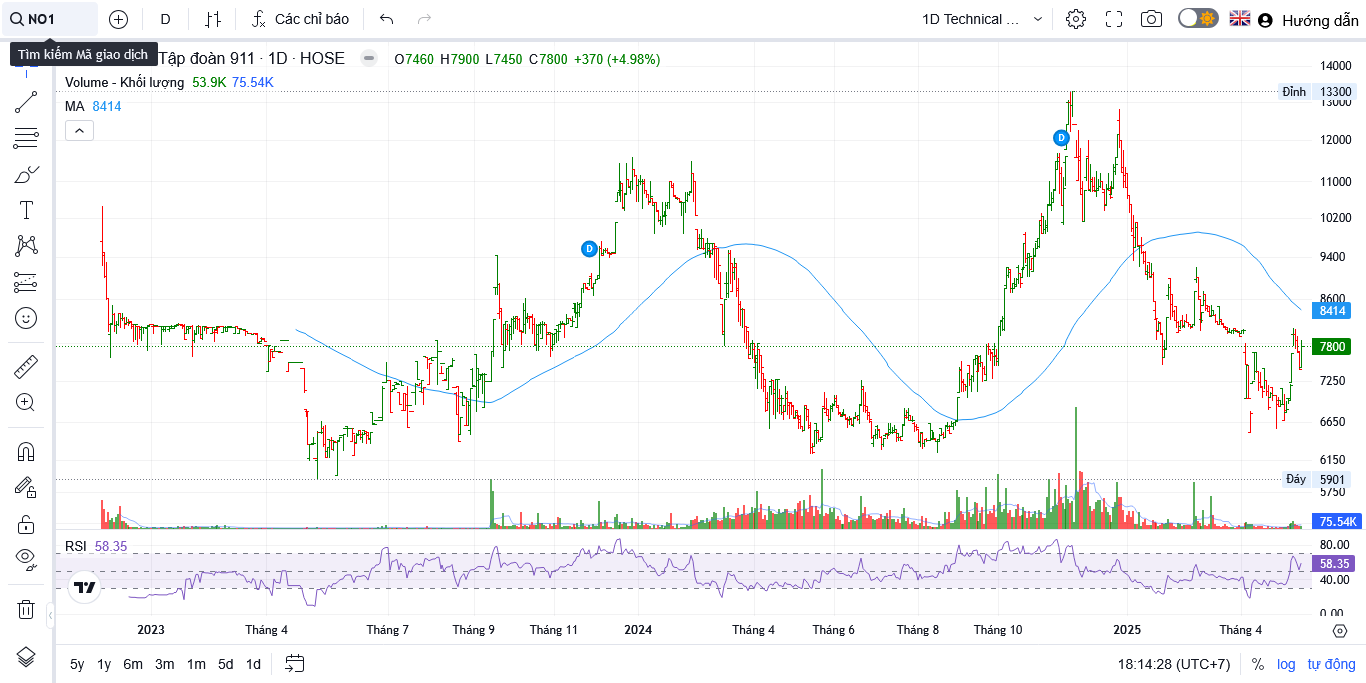 NO1 D Các chỉ báo 1D Technical ... Hướng dẫn
Tìm kiếm Mã giao dịch
Tập đoàn 911 · 1D · HOSE O7460 H7900 L7450 C7800 +370 (+4.98%)
Volume - Khối lượng 53.9K 75.54K
MA 8414
14000
Đỉnh 13300
13000
12000
D
11000
10200
D
9400
8600
8414
7800
7250
6650
6150
Đáy 5901
5750
75.54K
RSI 58.35
80.00
58.35
40.00
0.00
2023 Tháng 4 Tháng 7 Tháng 9 Tháng 11 2024 Tháng 4 Tháng 6 Tháng 8 Tháng 10 2025 Tháng 4
5y 1y 6m 3m 1m 5d 1d 18:14:28 (UTC+7) % log tự động